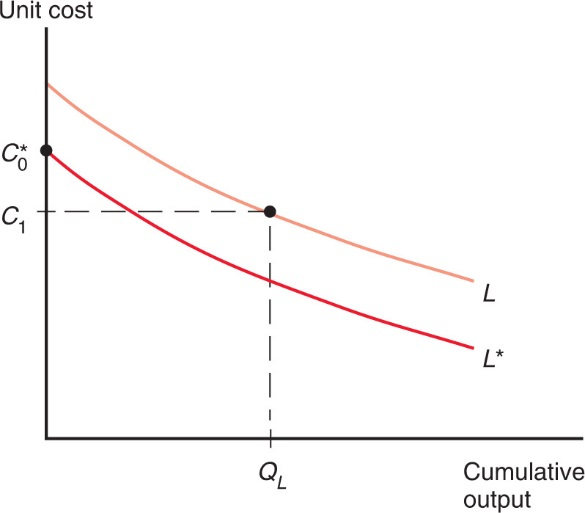 Unit cost
C*0
C1
L
L*
QL
Cumulative
output